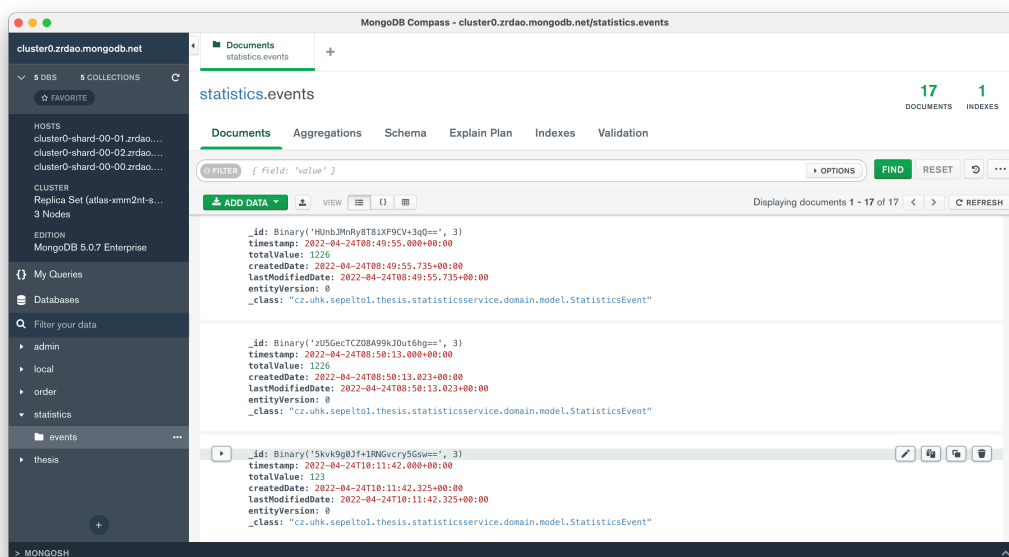 MongoDB Compass - cluster0.zrdao.mongodb.net/statistics.events
cluster0.zrdao.mongodb.net
5 DBS 5 COLLECTIONS
FAVORITE
HOSTS
cluster0-shard-00-01.zrdao....
cluster0-shard-00-02.zrdao....
cluster0-shard-00-00.zrdao....
CLUSTER
Replica Set (atlas-xmm2nt-s...
3 Nodes
EDITION
MongoDB 5.0.7 Enterprise
{} My Queries
Databases
Filter your data
admin
local
order
statistics
events ...
thesis
+
Documents
statistics.events
+
statistics.events
17
DOCUMENTS
1
INDEXES
Documents Aggregations Schema Explain Plan Indexes Validation
FILTER { field: 'value' } OPTIONS FIND RESET ...
ADD DATA VIEW {} Displaying documents 1 - 17 of 17 < > REFRESH
_id: Binary('HUnbJMnRy8T8iXF9CV+3qQ==', 3)
timestamp: 2022-04-24T08:49:55.000+00:00
totalValue: 1226
createdDate: 2022-04-24T08:49:55.735+00:00
lastModifiedDate: 2022-04-24T08:49:55.735+00:00
entityVersion: 0
_class: "cz.uhk.sepelto1.thesis.statisticsservice.domain.model.StatisticsEvent"
_id: Binary('zU5GecTCZO8A99kJOut6hg==', 3)
timestamp: 2022-04-24T08:50:13.000+00:00
totalValue: 1226
createdDate: 2022-04-24T08:50:13.023+00:00
lastModifiedDate: 2022-04-24T08:50:13.023+00:00
entityVersion: 0
_class: "cz.uhk.sepelto1.thesis.statisticsservice.domain.model.StatisticsEvent"
_id: Binary('5kvk9g0Jf+1RNGvcry5Gsw==', 3)
timestamp: 2022-04-24T10:11:42.000+00:00
totalValue: 123
createdDate: 2022-04-24T10:11:42.325+00:00
lastModifiedDate: 2022-04-24T10:11:42.325+00:00
entityVersion: 0
_class: "cz.uhk.sepelto1.thesis.statisticsservice.domain.model.StatisticsEvent"
> MONGOSH